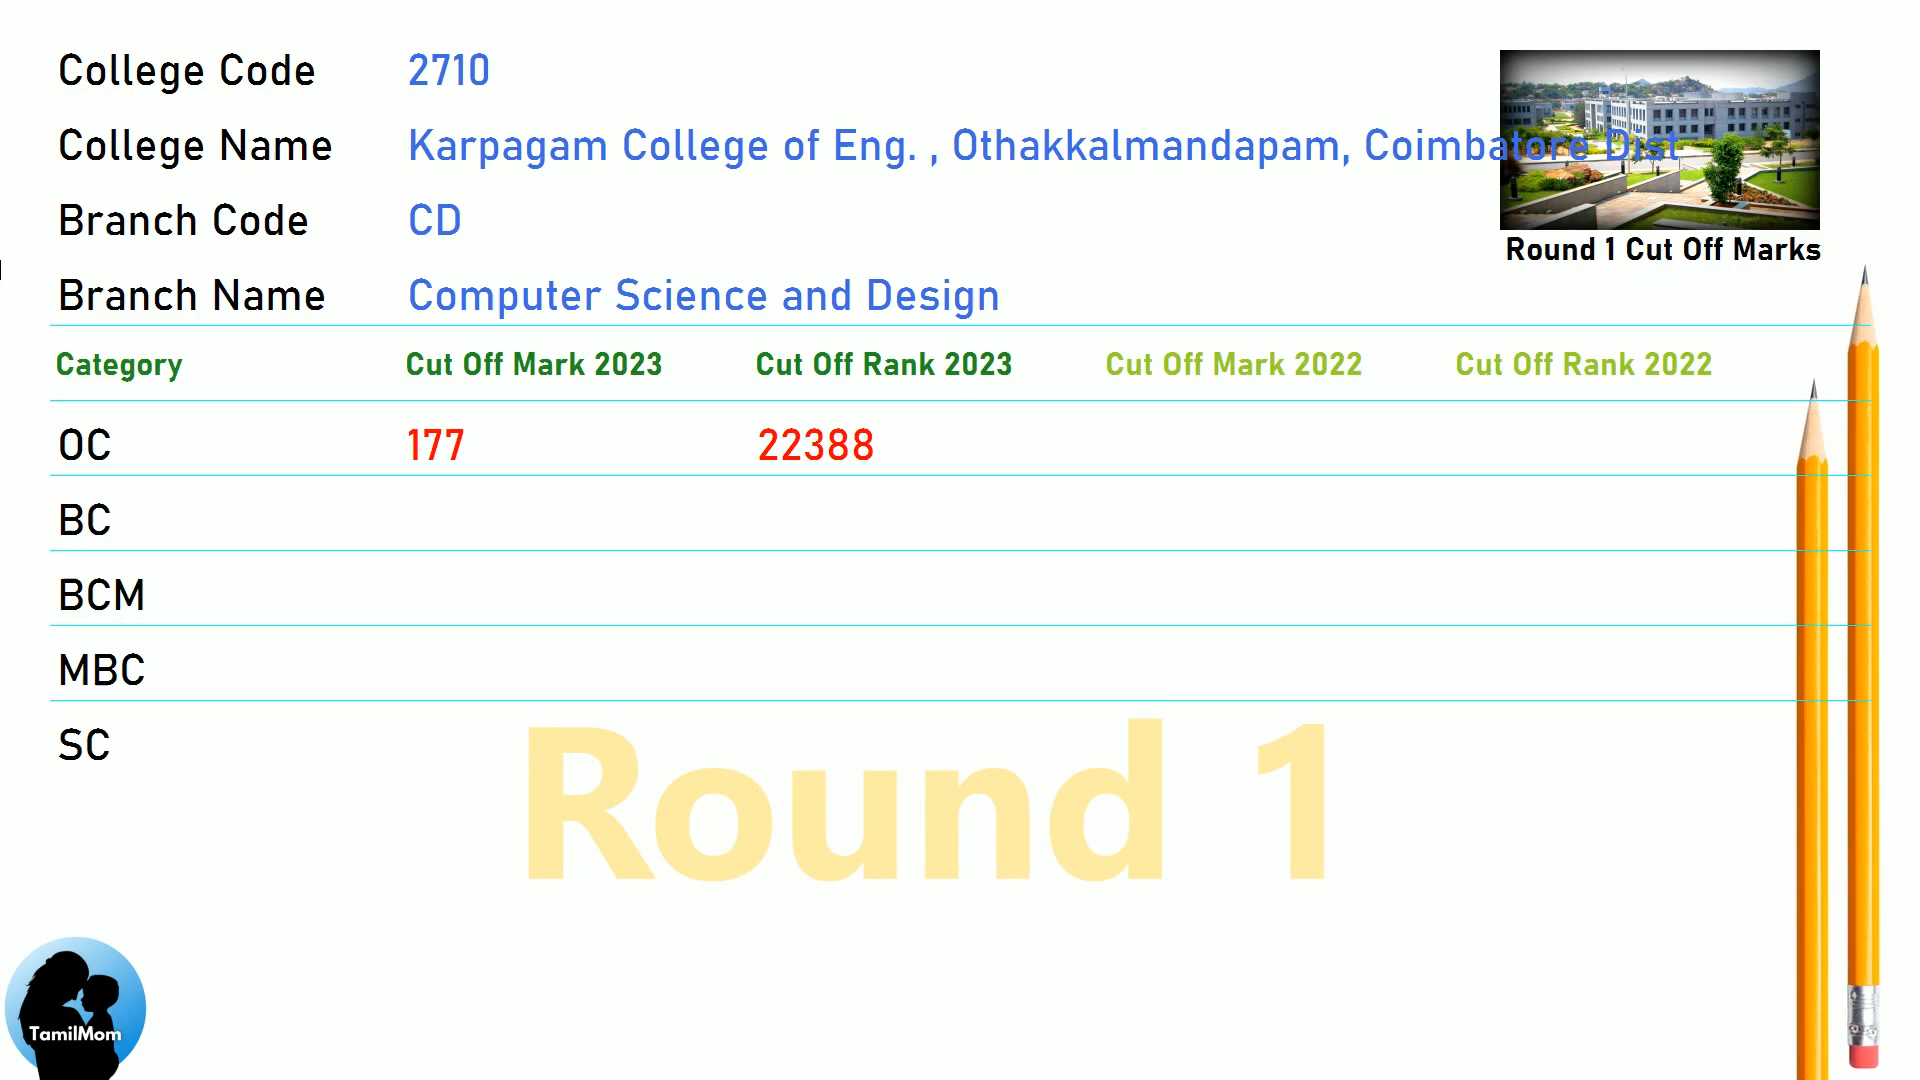 College Code 2710
College Name Karpagam College of Eng. , Othakkalmandapam, Coimbatore Dist
Branch Code CD
Round 1 Cut Off Marks
Branch Name Computer Science and Design
Category Cut Off Mark 2023 Cut Off Rank 2023 Cut Off Mark 2022 Cut Off Rank 2022
OC 177 22388
BC
BCM
MBC
SC
Round 1
TamilMom